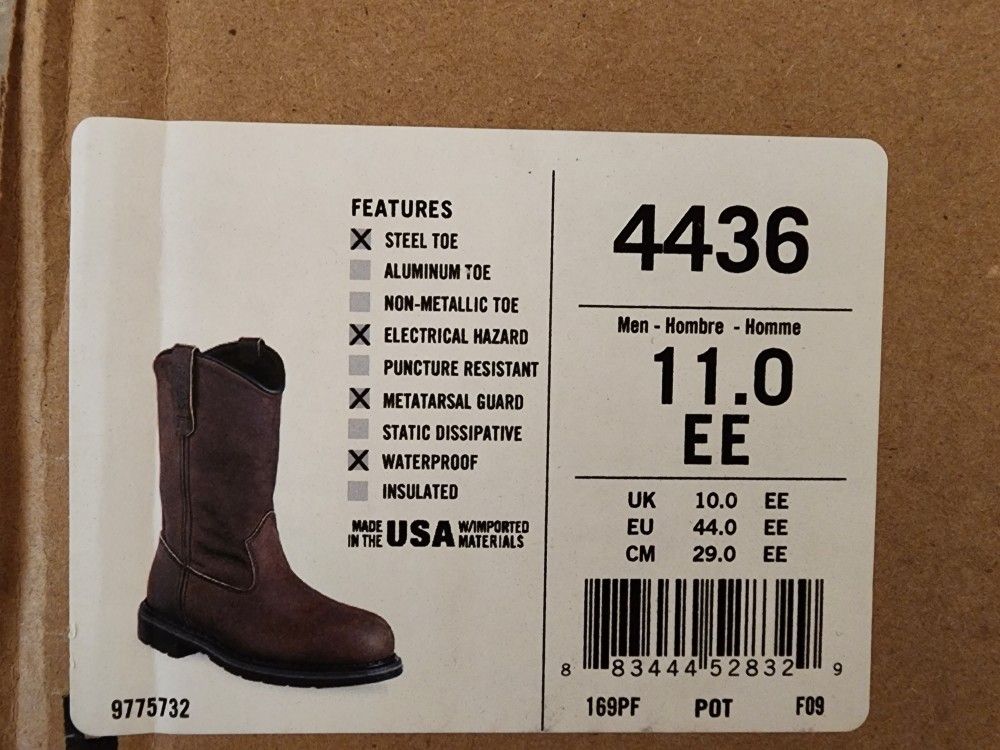 FEATURES
X STEEL TOE
ALUMINUM TOE
NON-METALLIC TOE
X ELECTRICAL HAZARD
PUNCTURE RESISTANT
X METATARSAL GUARD
STATIC DISSIPATIVE
X WATERPROOF
INSULATED
MADE IN THE USA W/IMPORTED MATERIALS
9775732
4436
Men - Hombre - Homme
11.0
EE
UK 10.0 EE
EU 44.0 EE
CM 29.0 EE
8 83444 52832 9
169PF POT F09